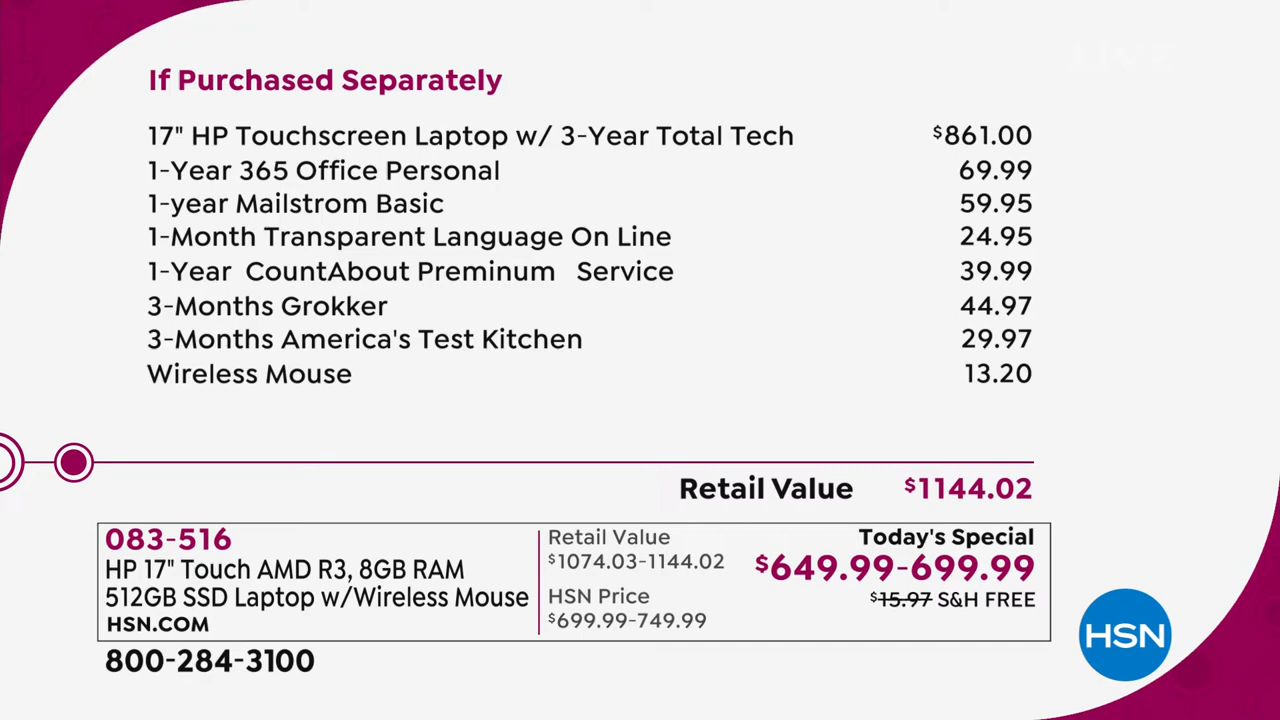 If Purchased Separately
17" HP Touchscreen Laptop w/ 3-Year Total Tech $861.00
1-Year 365 Office Personal 69.99
1-year Mailstrom Basic 59.95
1-Month Transparent Language On Line 24.95
1-Year CountAbout Preminum Service 39.99
3-Months Grokker 44.97
3-Months America's Test Kitchen 29.97
Wireless Mouse 13.20
Retail Value $1144.02
083-516
HP 17" Touch AMD R3, 8GB RAM
512GB SSD Laptop w/Wireless Mouse
HSN.COM
Retail Value
$1074.03-1144.02
HSN Price
$699.99-749.99
Today's Special
$649.99-699.99
$15.97 S&H FREE
HSN
800-284-3100